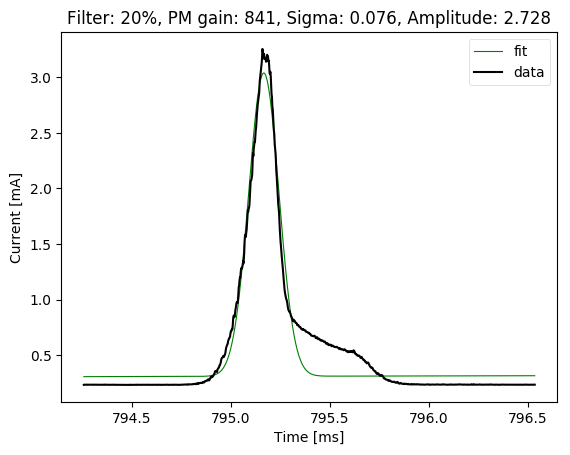 Filter: 20%, PM gain: 841, Sigma: 0.076, Amplitude: 2.728
fit
data
3.0
2.5
2.0
1.5
1.0
0.5
Current [mA]
794.5 795.0 795.5 796.0 796.5
Time [ms]